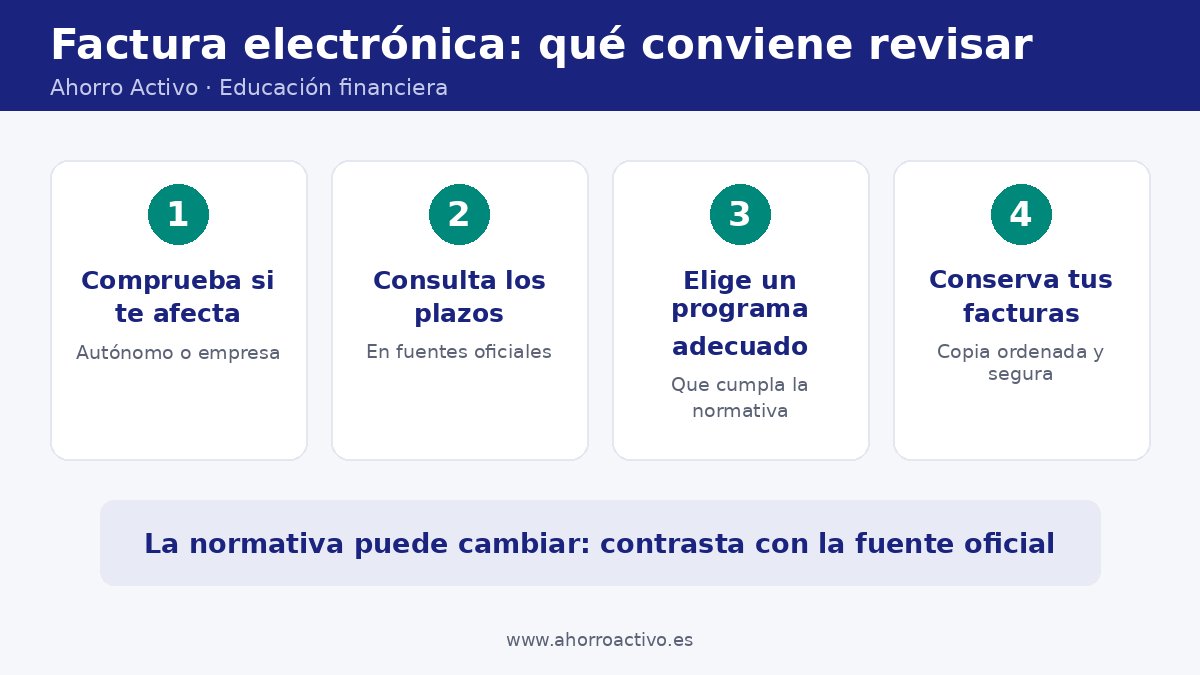 Factura electrónica: qué conviene revisar
Ahorro Activo · Educación financiera
1
Comprueba si
te afecta
Autónomo o empresa
2
Consulta los
plazos
En fuentes oficiales
3
Elige un
programa
adecuado
Que cumpla la
normativa
4
Conserva tus
facturas
Copia ordenada y
segura
La normativa puede cambiar: contrasta con la fuente oficial
www.ahorroactivo.es